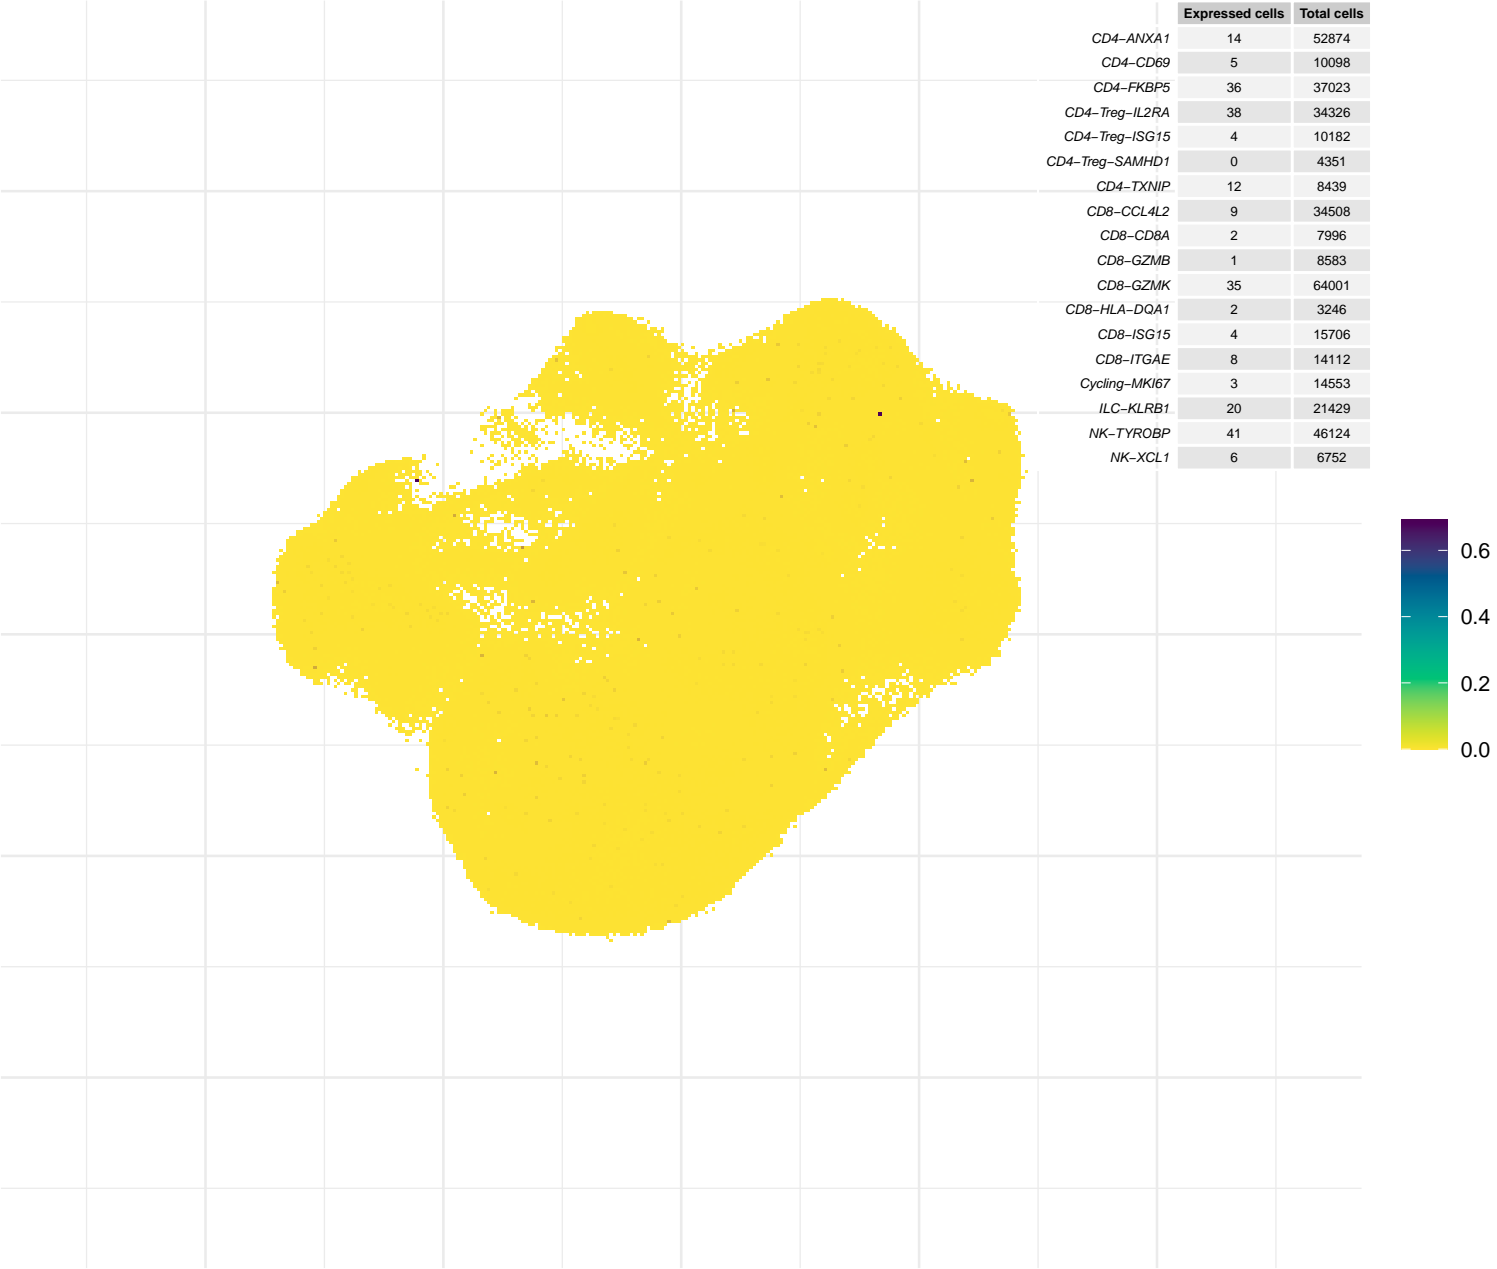 Expressed cells Total cells
CD4−ANXA1 14 52874
CD4−CD69 5 10098
CD4−FKBP5 36 37023
CD4−Treg−IL2RA 38 34326
CD4−Treg−ISG15 4 10182
CD4−Treg−SAMHD1 0 4351
CD4−TXNIP 12 8439
CD8−CCL4L2 9 34508
CD8−CD8A 2 7996
CD8−GZMB 1 8583
CD8−GZMK 35 64001
CD8−HLA−DQA1 2 3246
CD8−ISG15 4 15706
CD8−ITGAE 8 14112
Cycling−MKI67 3 14553
ILC−KLRB1 20 21429
NK−TYROBP 41 46124
NK−XCL1 6 6752
0.6
0.4
0.2
0.0